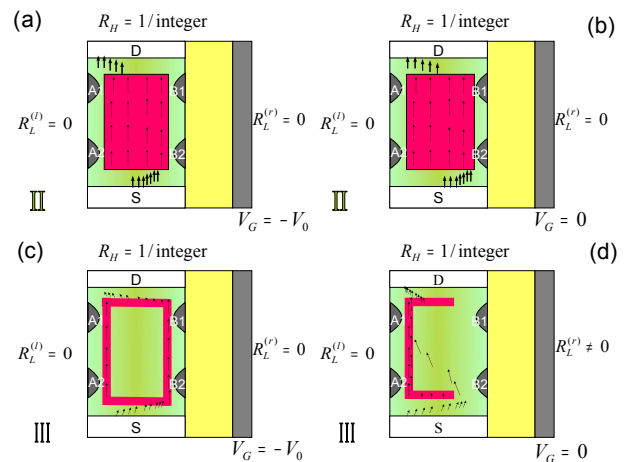 (a)
R_H = 1/integer
D
A1
B1
R_L^{(l)} = 0
R_L^{(r)} = 0
A2
B2
II
S
V_G = −V_0
(b)
R_H = 1/integer
D
A1
B1
R_L^{(l)} = 0
R_L^{(r)} = 0
A2
B2
II
S
V_G = 0
(c)
R_H = 1/integer
D
A1
B1
R_L^{(l)} = 0
R_L^{(r)} = 0
A2
B2
III
S
V_G = −V_0
(d)
R_H = 1/integer
D
A1
B1
R_L^{(l)} = 0
R_L^{(r)} ≠ 0
A2
B2
III
S
V_G = 0